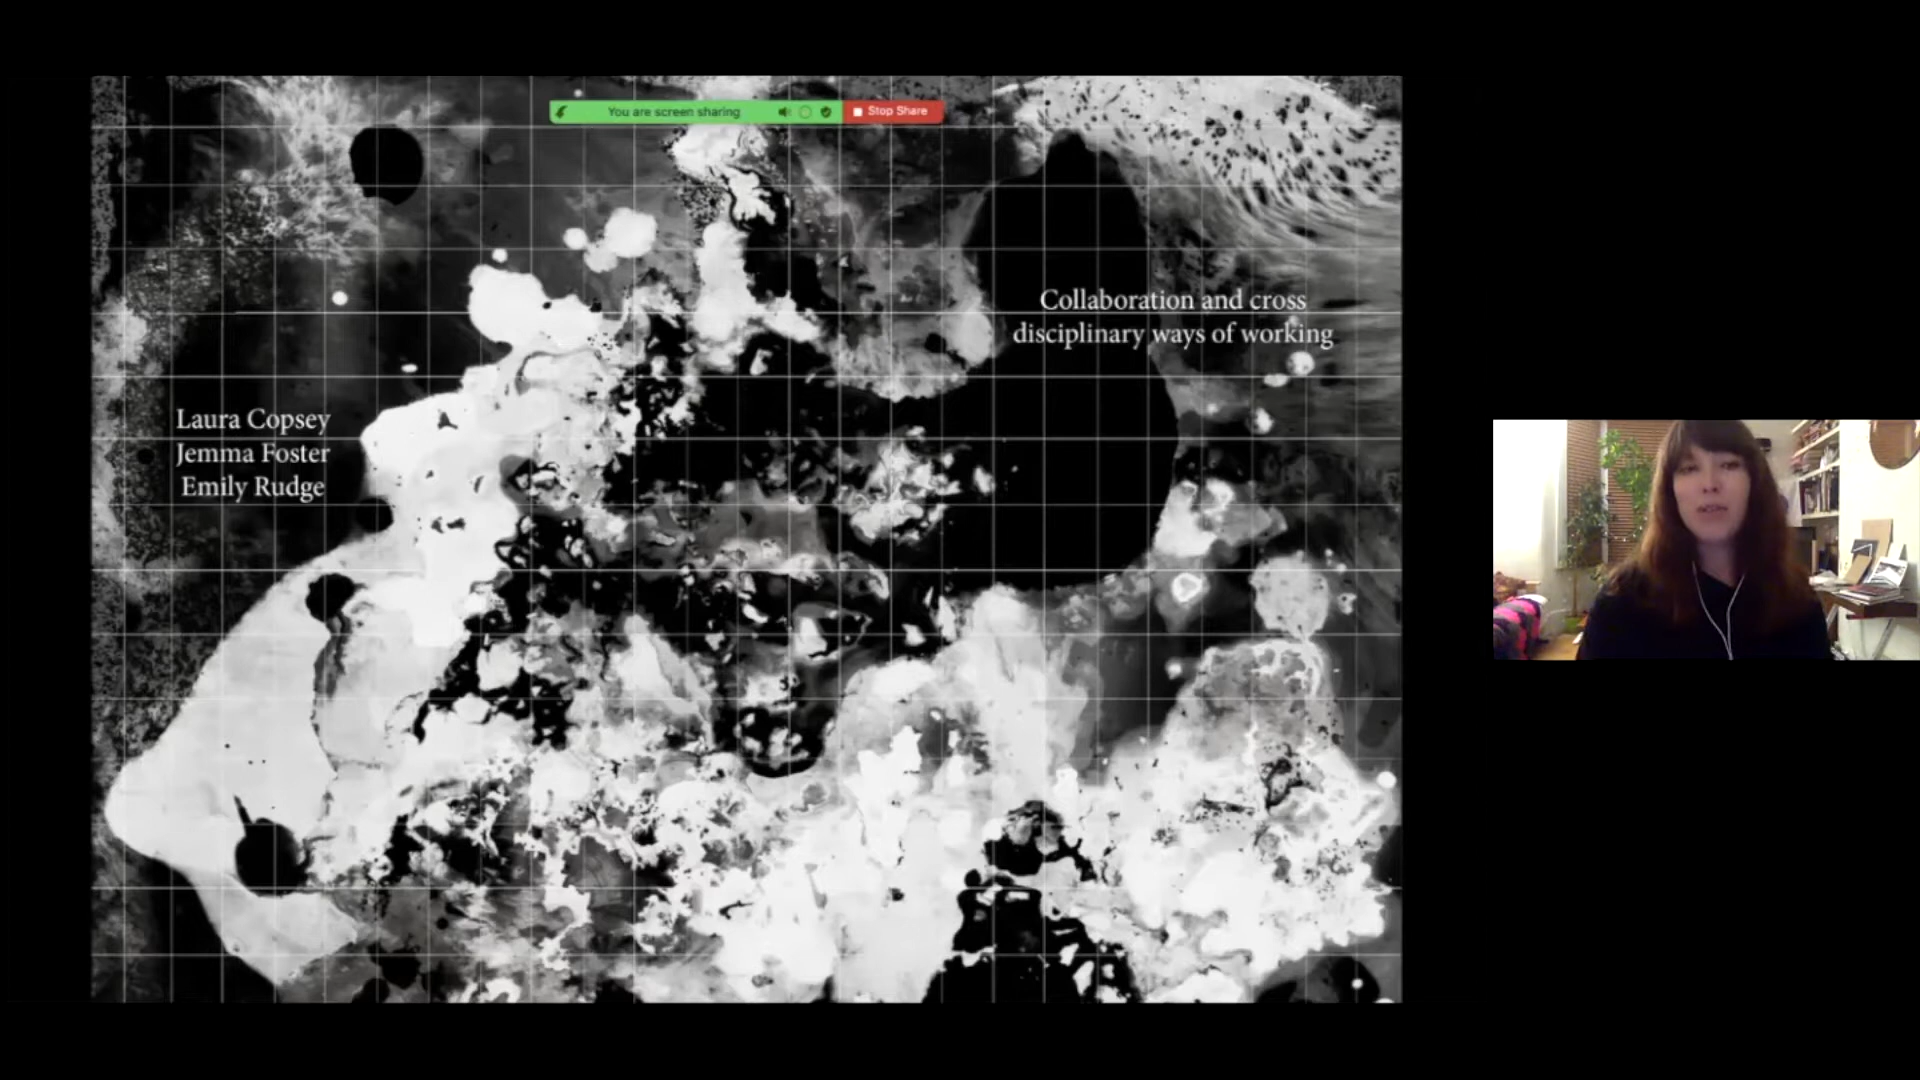 You are screen sharing
Stop Share
Collaboration and cross
disciplinary ways of working
Laura Copsey
Jemma Foster
Emily Rudge